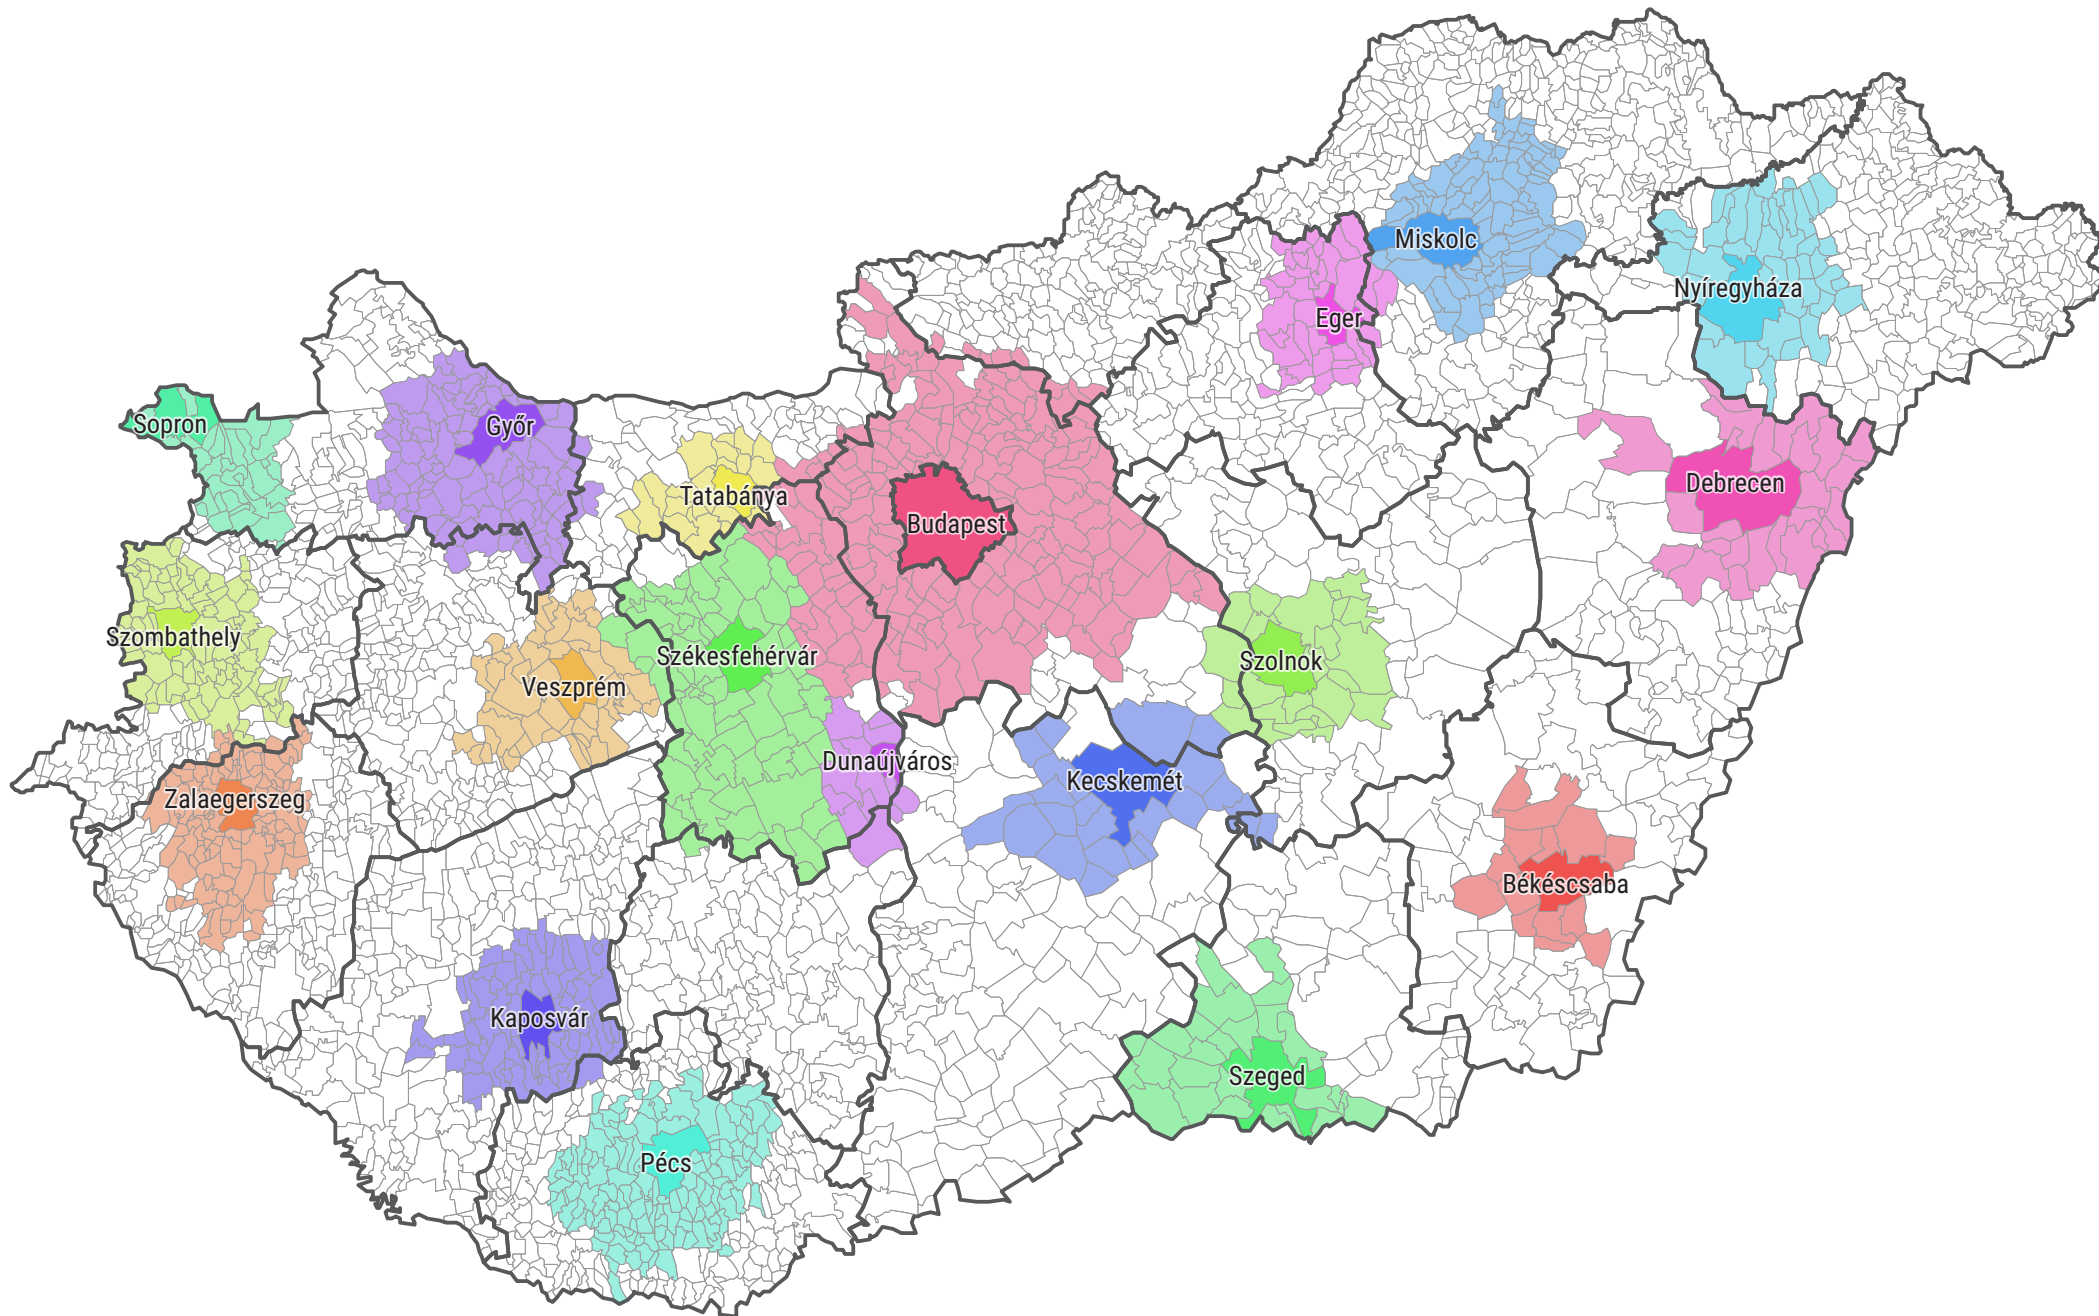 Miskolc
Nyíregyháza
Eger
Sopron
Győr
Debrecen
Tatabánya
Budapest
Szombathely
Székesfehérvár
Szolnok
Veszprém
Dunaújváros
Kecskemét
Zalaegerszeg
Békéscsaba
Kaposvár
Szeged
Pécs